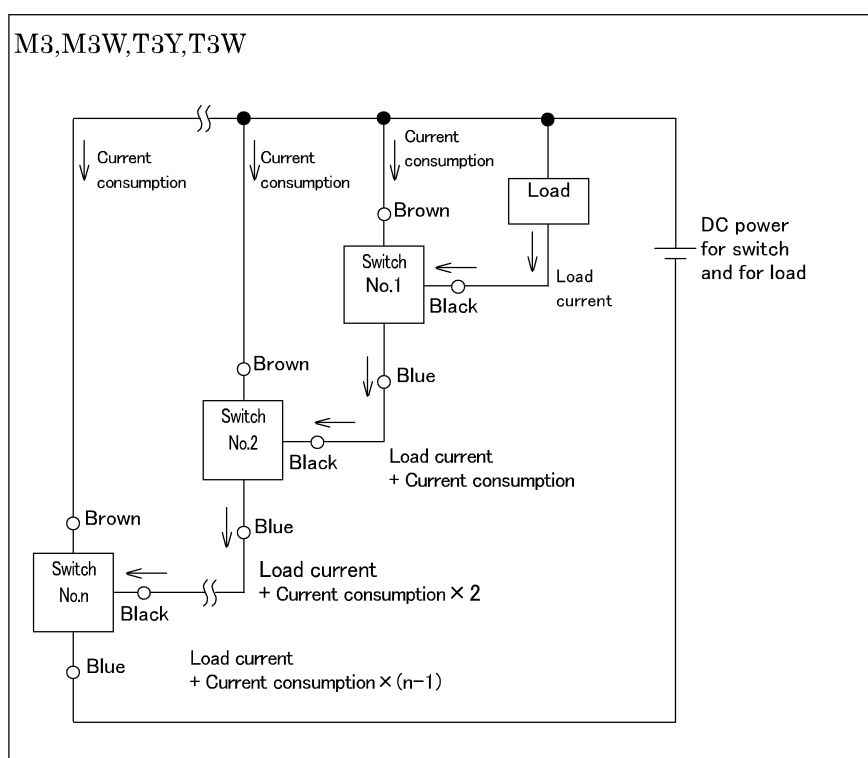 M3,M3W,T3Y,T3W
Current
consumption
Current
consumption
Current
consumption
Load
Brown
DC power
for switch
and for load
Switch
No.1
Black
Load
current
Brown
Blue
Switch
No.2
Black
Load current
+ Current consumption
Brown
Blue
Switch
No.n
Black
Load current
+ Current consumption × 2
Blue
Load current
+ Current consumption × (n-1)